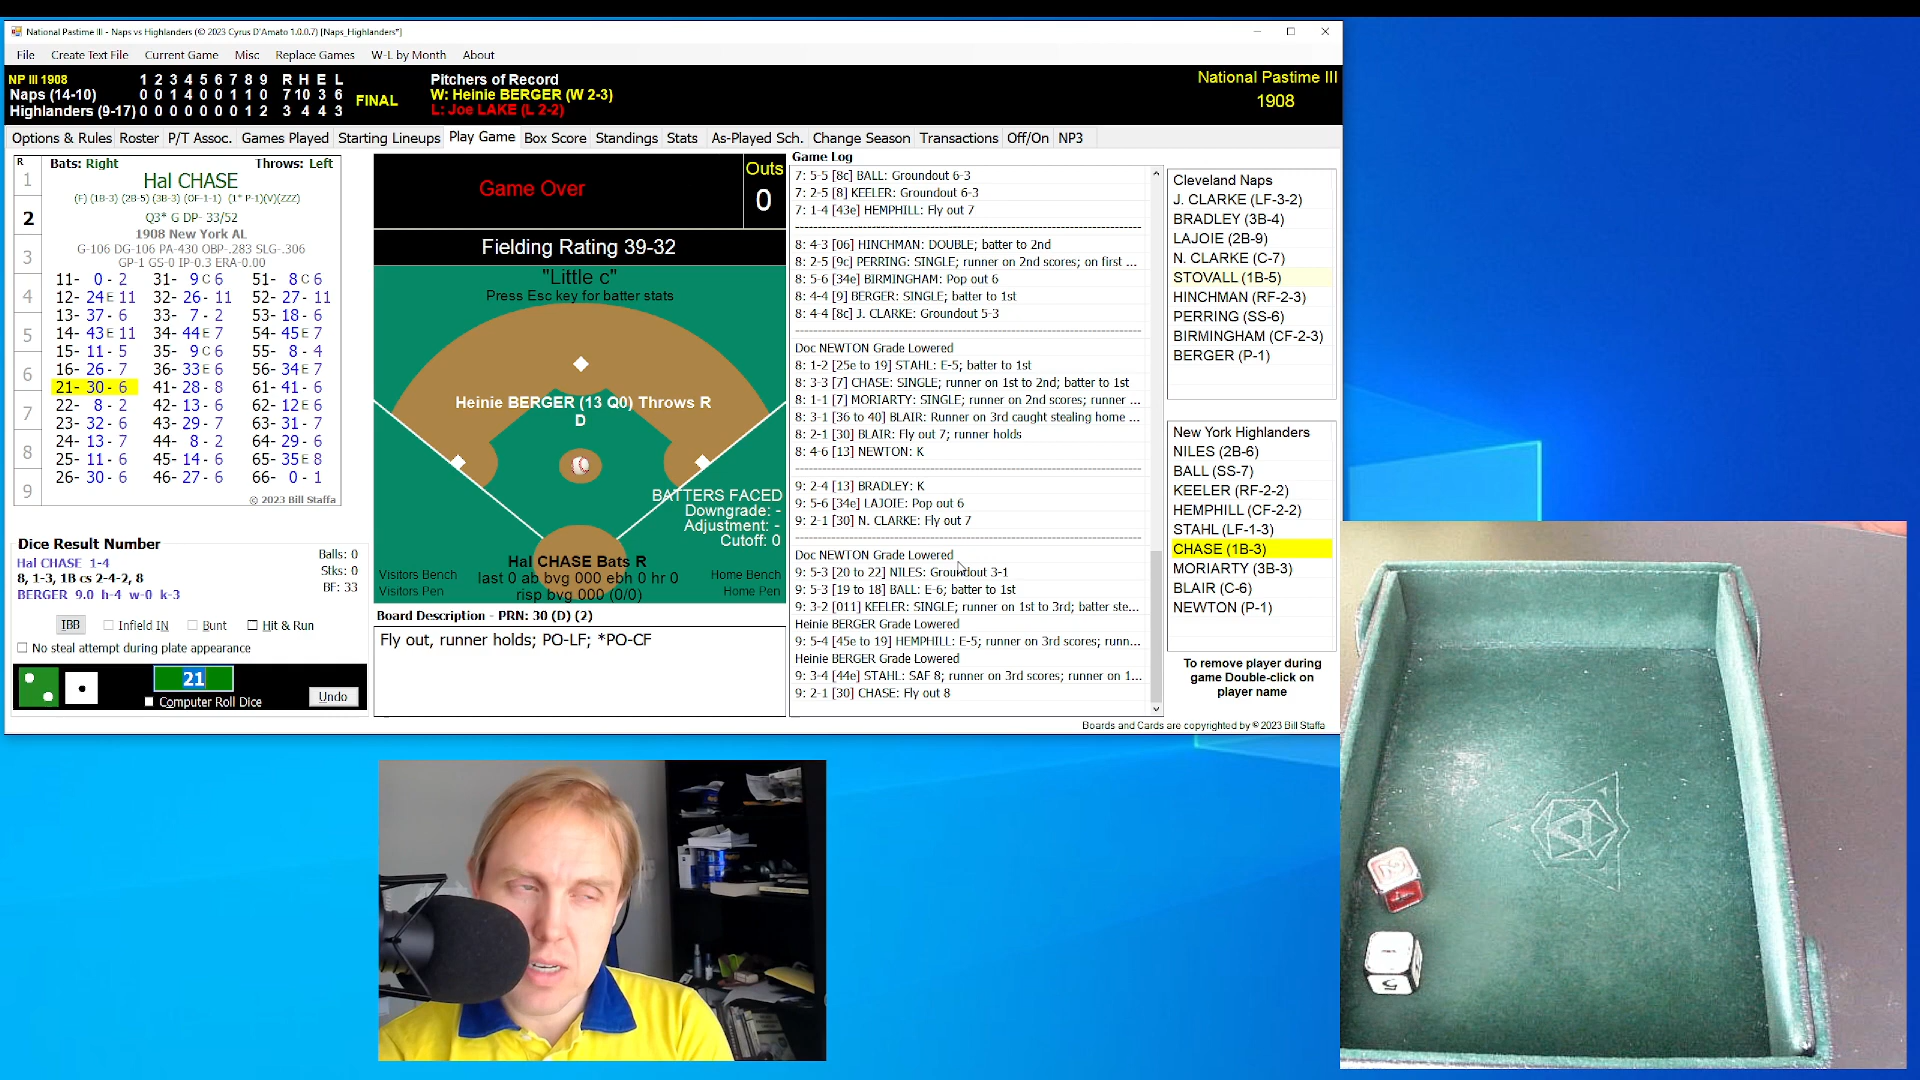 National Pastime III - Naps vs Highlanders (© 2023 Cyrus D'Amato 1.0.0.7) [Naps_Highlanders*]
File Create Text File Current Game Misc Replace Games W-L by Month About
NP III 1908 1 2 3 4 5 6 7 8 9 R H E L
Naps (14-10) 0 0 1 4 0 0 1 1 0 7 10 3 6
Highlanders (9-17) 0 0 0 0 0 0 0 1 2 3 4 4 3
FINAL
Pitchers of Record
W: Heinie BERGER (W 2-3)
L: Joe LAKE (L 2-2)
National Pastime III
1908
Options & Rules Roster P/T Assoc. Games Played Starting Lineups Play Game Box Score Standings Stats As-Played Sch. Change Season Transactions Off/On NP3
R
1
2
3
4
5
6
7
8
9
Bats: Right Throws: Left
Hal CHASE
(F) (1B-3) (2B-5) (3B-3) (OF-1-1) (1* P-1)(V)(ZZZ)
Q3* G DP- 33/52
1908 New York AL
G-106 DG-106 PA-430 OBP-.283 SLG-.306
GP-1 GS-0 IP-0.3 ERA-0.00
11- 0 - 2 31- 9 C 6 51- 8 C 6
12- 24 E 11 32- 26 - 11 52- 27 - 11
13- 37 - 6 33- 7 - 2 53- 18 - 6
14- 43 E 11 34- 44 E 7 54- 45 E 7
15- 11 - 5 35- 9 C 6 55- 8 - 4
16- 26 - 7 36- 33 E 6 56- 34 E 7
21- 30 - 6 41- 28 - 8 61- 41 - 6
22- 8 - 2 42- 13 - 6 62- 12 E 6
23- 32 - 6 43- 29 - 7 63- 31 - 7
24- 13 - 7 44- 8 - 2 64- 29 - 6
25- 11 - 6 45- 14 - 6 65- 35 E 8
26- 30 - 6 46- 27 - 6 66- 0 - 1
© 2023 Bill Staffa
Dice Result Number
Hal CHASE 1-4
8, 1-3, 1B cs 2-4-2, 8
BERGER 9.0 h-4 w-0 k-3
Balls: 0
Stks: 0
BF: 33
IBB Infield IN Bunt Hit & Run
No steal attempt during plate appearance
21
Computer Roll Dice
Undo
Game Over
Outs
0
Fielding Rating 39-32
"Little c"
Press Esc key for batter stats
Heinie BERGER (13 Q0) Throws R
D
BATTERS FACED
Downgrade: -
Adjustment: -
Cutoff: 0
Hal CHASE Bats R
last 0 ab bvg 000 ebh 0 hr 0
risp bvg 000 (0/0)
Visitors Bench
Visitors Pen
Home Bench
Home Pen
Board Description - PRN: 30 (D) (2)
Fly out, runner holds; PO-LF; *PO-CF
Game Log
7: 5-5 [8c] BALL: Groundout 6-3
7: 2-5 [8] KEELER: Groundout 6-3
7: 1-4 [43e] HEMPHILL: Fly out 7
8: 4-3 [06] HINCHMAN: DOUBLE; batter to 2nd
8: 2-5 [9c] PERRING: SINGLE; runner on 2nd scores; on first ...
8: 5-6 [34e] BIRMINGHAM: Pop out 6
8: 4-4 [9] BERGER: SINGLE; batter to 1st
8: 4-4 [8c] J. CLARKE: Groundout 5-3
Doc NEWTON Grade Lowered
8: 1-2 [25e to 19] STAHL: E-5; batter to 1st
8: 3-3 [7] CHASE: SINGLE; runner on 1st to 2nd; batter to 1st
8: 1-1 [7] MORIARTY: SINGLE; runner on 2nd scores; runner ...
8: 3-1 [36 to 40] BLAIR: Runner on 3rd caught stealing home ...
8: 2-1 [30] BLAIR: Fly out 7; runner holds
8: 4-6 [13] NEWTON: K
9: 2-4 [13] BRADLEY: K
9: 5-6 [34e] LAJOIE: Pop out 6
9: 2-1 [30] N. CLARKE: Fly out 7
Doc NEWTON Grade Lowered
9: 5-3 [20 to 22] NILES: Groundout 3-1
9: 5-3 [19 to 18] BALL: E-6; batter to 1st
9: 3-2 [011] KEELER: SINGLE; runner on 1st to 3rd; batter ste...
Heinie BERGER Grade Lowered
9: 5-4 [45e to 19] HEMPHILL: E-5; runner on 3rd scores; runn...
Heinie BERGER Grade Lowered
9: 3-4 [44e] STAHL: SAF 8; runner on 3rd scores; runner on 1...
9: 2-1 [30] CHASE: Fly out 8
Cleveland Naps
J. CLARKE (LF-3-2)
BRADLEY (3B-4)
LAJOIE (2B-9)
N. CLARKE (C-7)
STOVALL (1B-5)
HINCHMAN (RF-2-3)
PERRING (SS-6)
BIRMINGHAM (CF-2-3)
BERGER (P-1)
New York Highlanders
NILES (2B-6)
BALL (SS-7)
KEELER (RF-2-2)
HEMPHILL (CF-2-2)
STAHL (LF-1-3)
CHASE (1B-3)
MORIARTY (3B-3)
BLAIR (C-6)
NEWTON (P-1)
To remove player during
game Double-click on
player name
Boards and Cards are copyrighted by © 2023 Bill Staffa